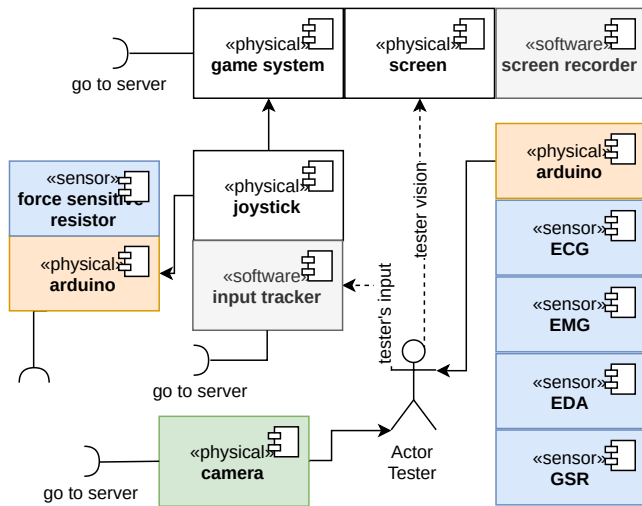 «physical»
game system
«physical»
screen
«software»
screen recorder
go to server
«sensor»
force sensitive
resistor
«physical»
arduino
«physical»
joystick
«software»
input tracker
go to server
tester's input
tester vision
«physical»
arduino
«sensor»
ECG
«sensor»
EMG
«sensor»
EDA
«sensor»
GSR
Actor
Tester
«physical»
camera
go to server